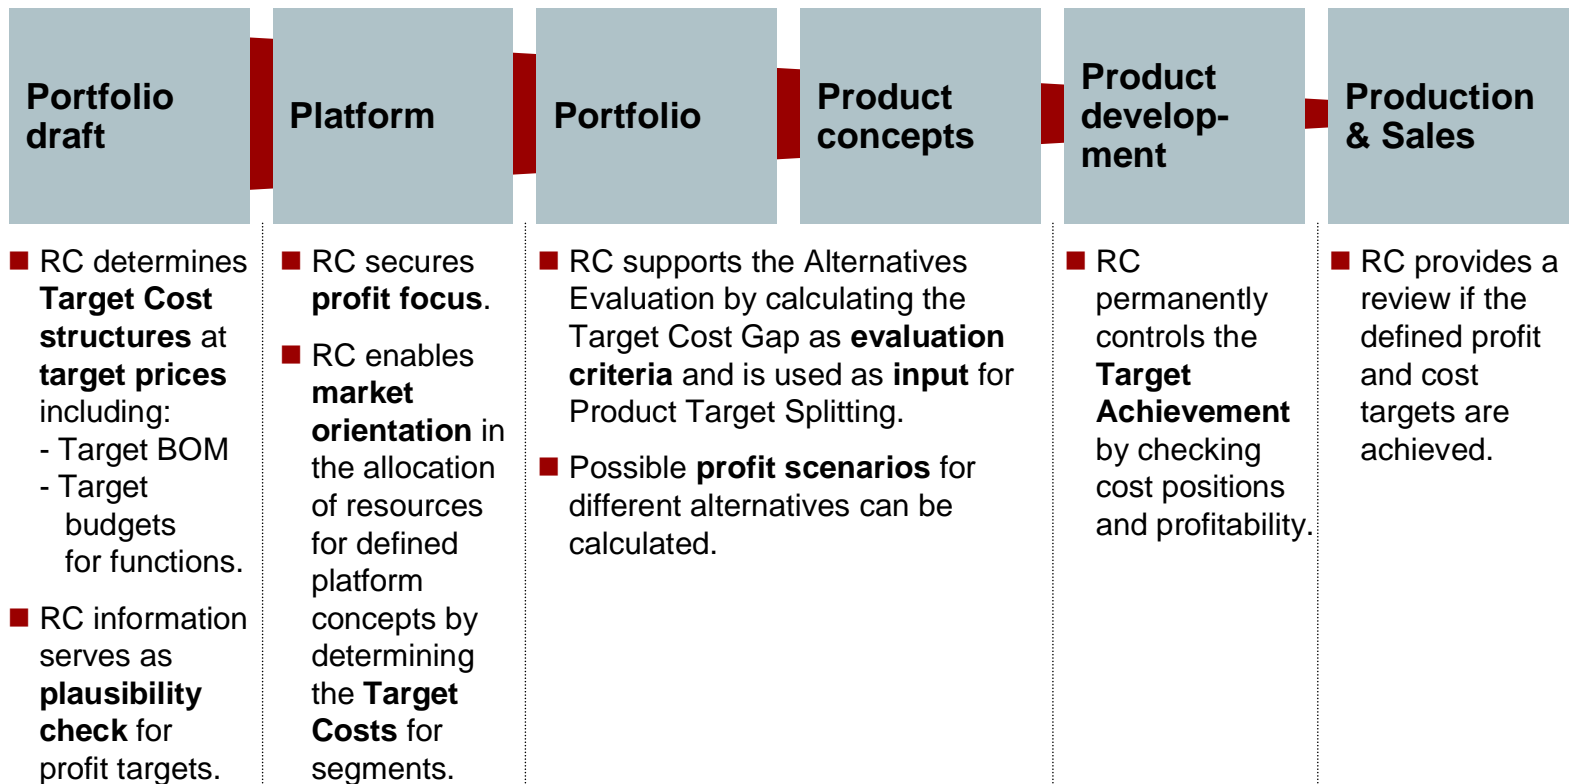 Portfolio
draft
Platform
Portfolio
Product
concepts
Product
develop-
ment
Production
& Sales
RC determines
Target Cost
structures at
target prices
including:
- Target BOM
- Target
budgets
for functions.
RC information
serves as
plausibility
check for
profit targets.
RC secures
profit focus.
RC enables
market
orientation in
the allocation
of resources
for defined
platform
concepts by
determining
the Target
Costs for
segments.
RC supports the Alternatives
Evaluation by calculating the
Target Cost Gap as evaluation
criteria and is used as input for
Product Target Splitting.
Possible profit scenarios for
different alternatives can be
calculated.
RC
permanently
controls the
Target
Achievement
by checking
cost positions
and profitability.
RC provides a
review if the
defined profit
and cost
targets are
achieved.